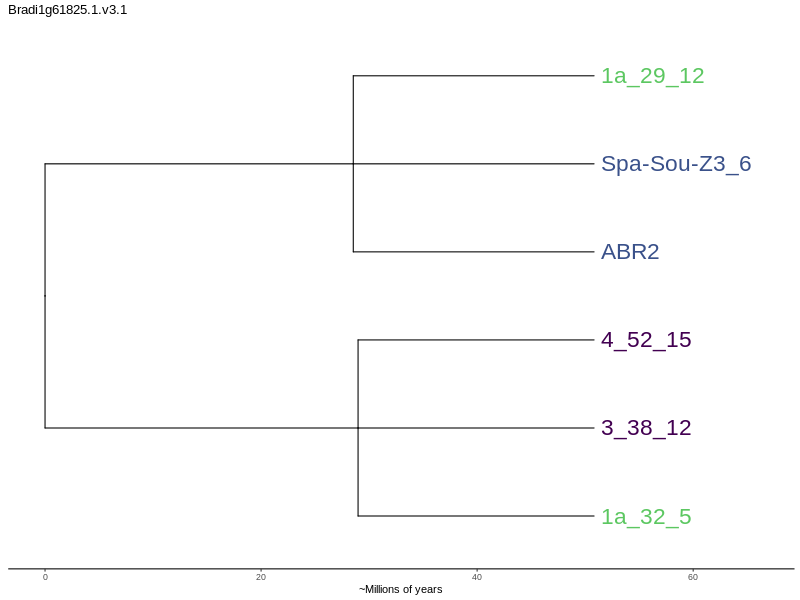 Bradi1g61825.1.v3.1
1a_29_12
Spa-Sou-Z3_6
ABR2
4_52_15
3_38_12
1a_32_5
0 20 40 60
~Millions of years